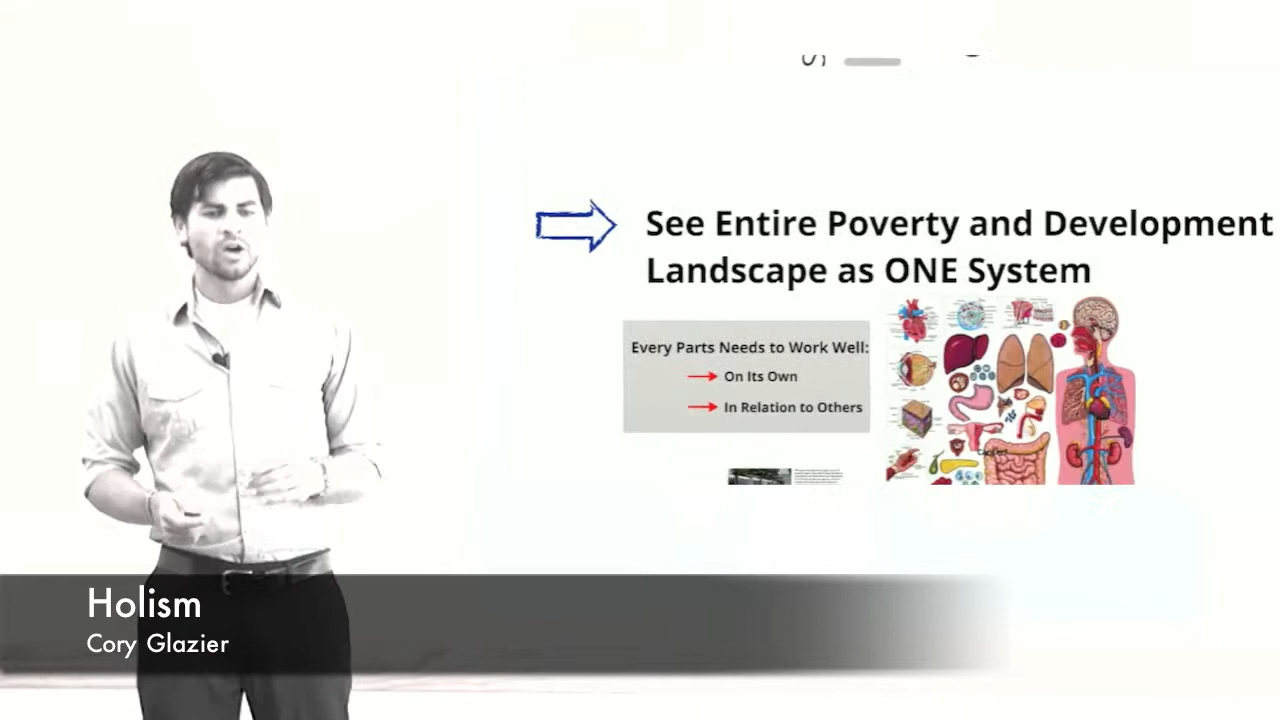 See Entire Poverty and Development
Landscape as ONE System
Every Parts Needs to Work Well:
On Its Own
In Relation to Others
Holism
Cory Glazier